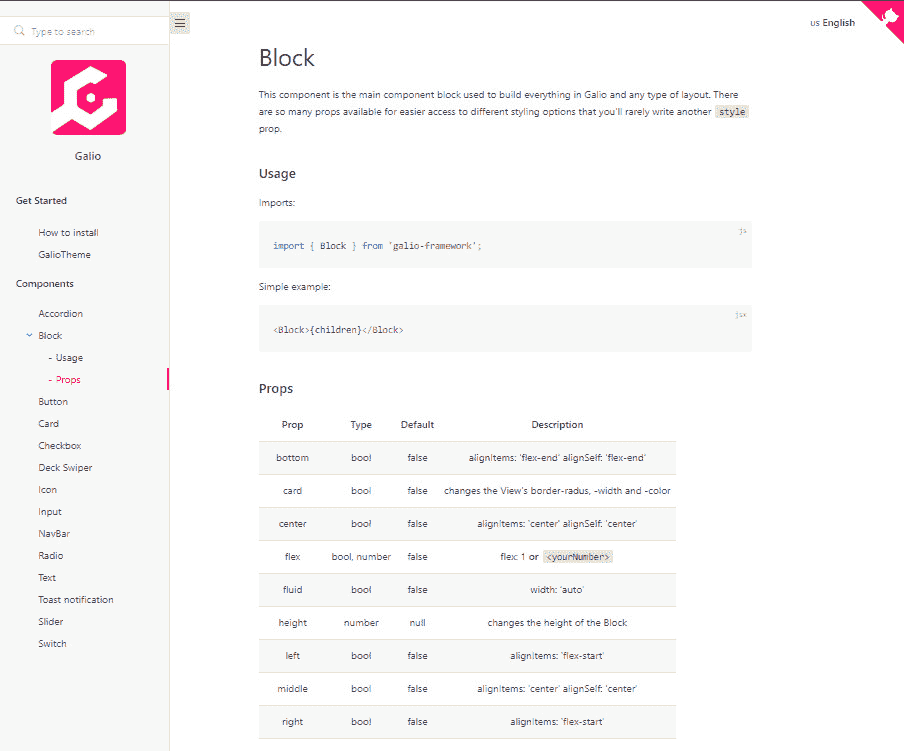 Type to search
Galio
Get Started
How to install
GalioTheme
Components
Accordion
Block
- Usage
- Props
Button
Card
Checkbox
Deck Swiper
Icon
Input
NavBar
Radio
Text
Toast notification
Slider
Switch
us English
Block
This component is the main component block used to build everything in Galio and any type of layout. There
are so many props available for easier access to different styling options that you'll rarely write another style
prop.
Usage
Imports:
js
import { Block } from 'galio-framework';
Simple example:
jsx
<Block>{children}</Block>
Props
Prop Type Default Description
bottom bool false alignItems: 'flex-end' alignSelf: 'flex-end'
card bool false changes the View's border-radus, -width and -color
center bool false alignItems: 'center' alignSelf: 'center'
flex bool, number false flex: 1 or <yourNumber>
fluid bool false width: 'auto'
height number null changes the height of the Block
left bool false alignItems: 'flex-start'
middle bool false alignItems: 'center' alignSelf: 'center'
right bool false alignItems: 'flex-start'